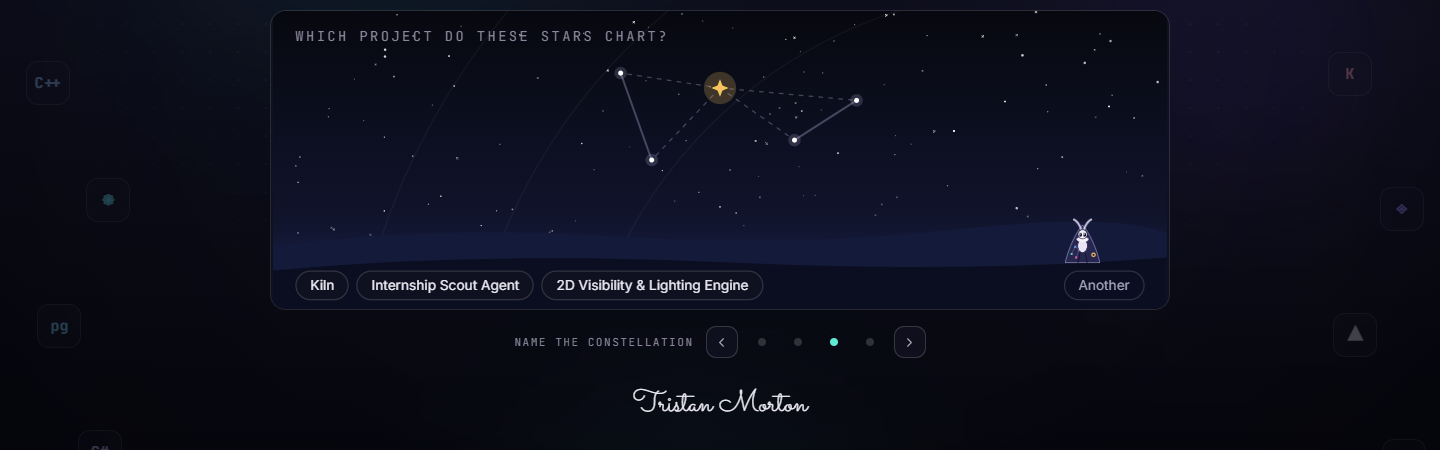 WHICH PROJECT DO THESE STARS CHART?
C++
K
pg
Kiln
Internship Scout Agent
2D Visibility & Lighting Engine
Another
NAME THE CONSTELLATION
Tristan Morton